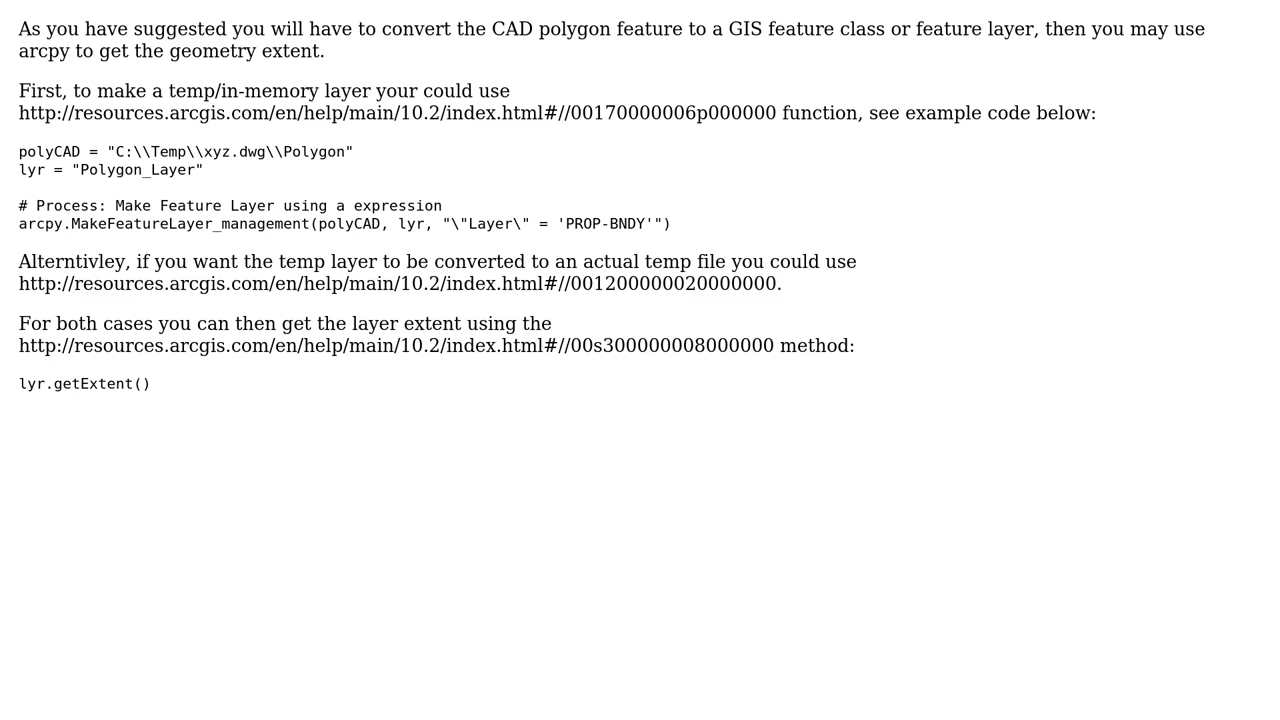 As you have suggested you will have to convert the CAD polygon feature to a GIS feature class or feature layer, then you may use
arcpy to get the geometry extent.
First, to make a temp/in-memory layer your could use
http://resources.arcgis.com/en/help/main/10.2/index.html#//00170000006p000000 function, see example code below:
polyCAD = "C:\\Temp\\xyz.dwg\\Polygon"
lyr = "Polygon_Layer"
# Process: Make Feature Layer using a expression
arcpy.MakeFeatureLayer_management(polyCAD, lyr, "\"Layer\" = 'PROP-BNDY'")
Alterntivley, if you want the temp layer to be converted to an actual temp file you could use
http://resources.arcgis.com/en/help/main/10.2/index.html#//001200000020000000.
For both cases you can then get the layer extent using the
http://resources.arcgis.com/en/help/main/10.2/index.html#//00s300000008000000 method:
lyr.getExtent()